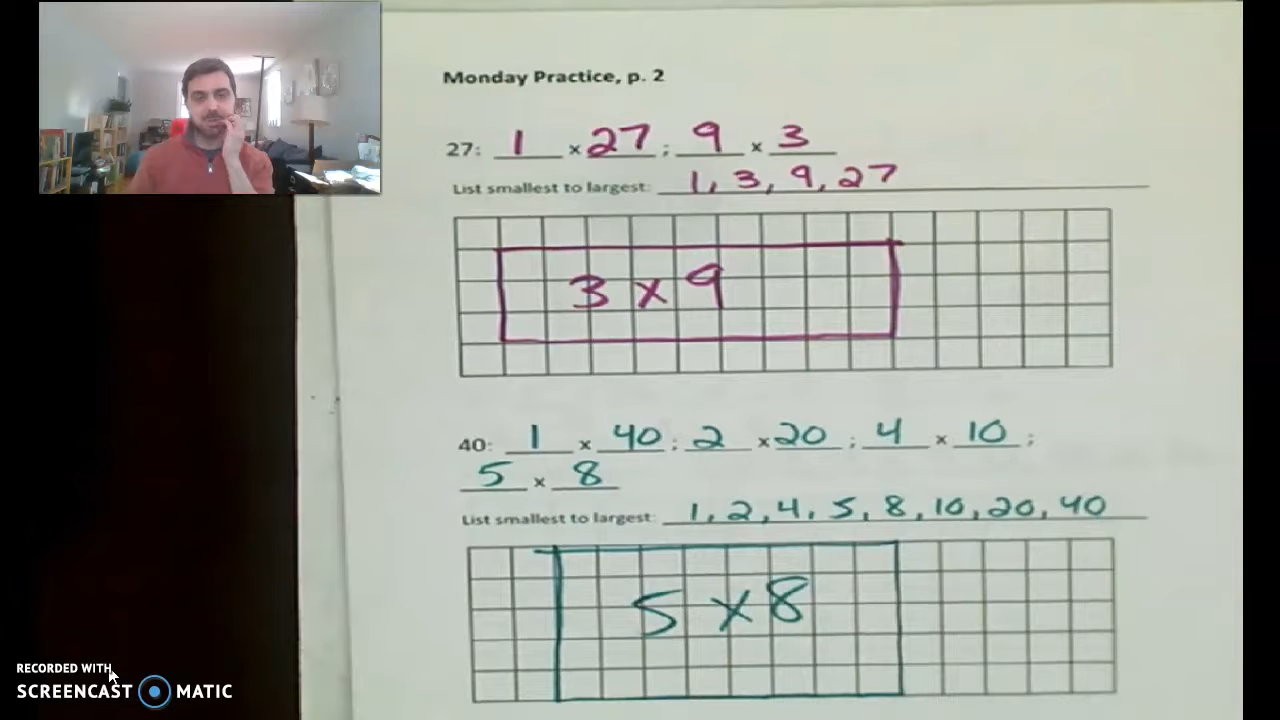 Monday Practice, p. 2
27: 1 × 27 ; 9 × 3
List smallest to largest: 1, 3, 9, 27
3 × 9
40: 1 × 40 ; 2 × 20 ; 4 × 10 ;
5 × 8
List smallest to largest: 1, 2, 4, 5, 8, 10, 20, 40
5 × 8
RECORDED WITH
SCREENCAST MATIC